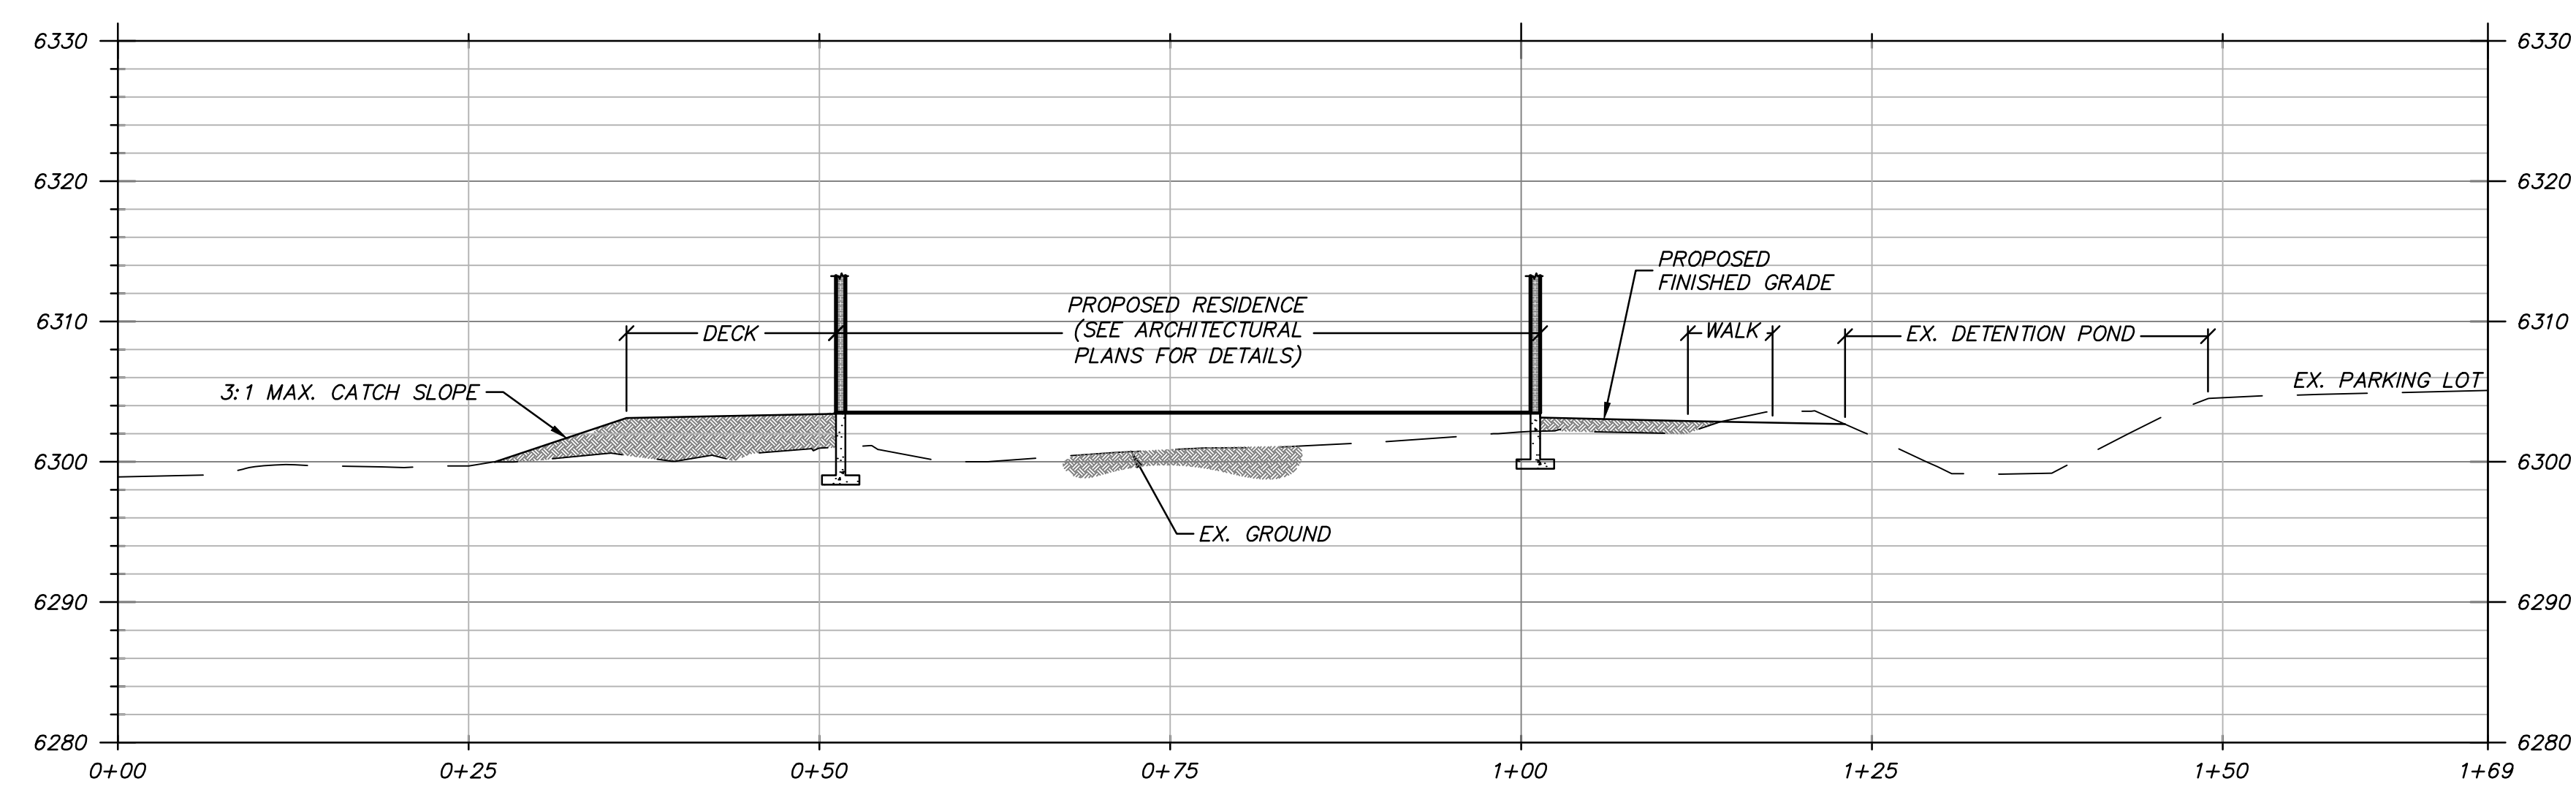 6330 6330
6320 6320
PROPOSED
FINISHED GRADE
PROPOSED RESIDENCE
(SEE ARCHITECTURAL
PLANS FOR DETAILS)
6310 6310
DECK
WALK
EX. DETENTION POND
3:1 MAX. CATCH SLOPE
EX. PARKING LOT
6300 6300
EX. GROUND
6290 6290
6280 6280
0+00 0+25 0+50 0+75 1+00 1+25 1+50 1+69